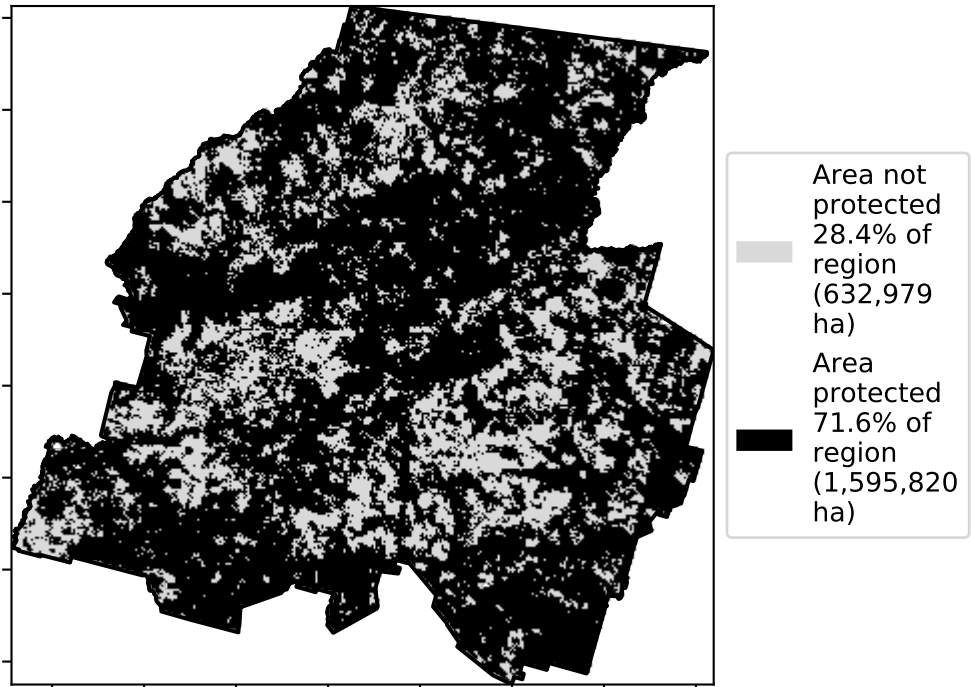 Area not
protected
28.4% of
region
(632,979
ha)
Area
protected
71.6% of
region
(1,595,820
ha)